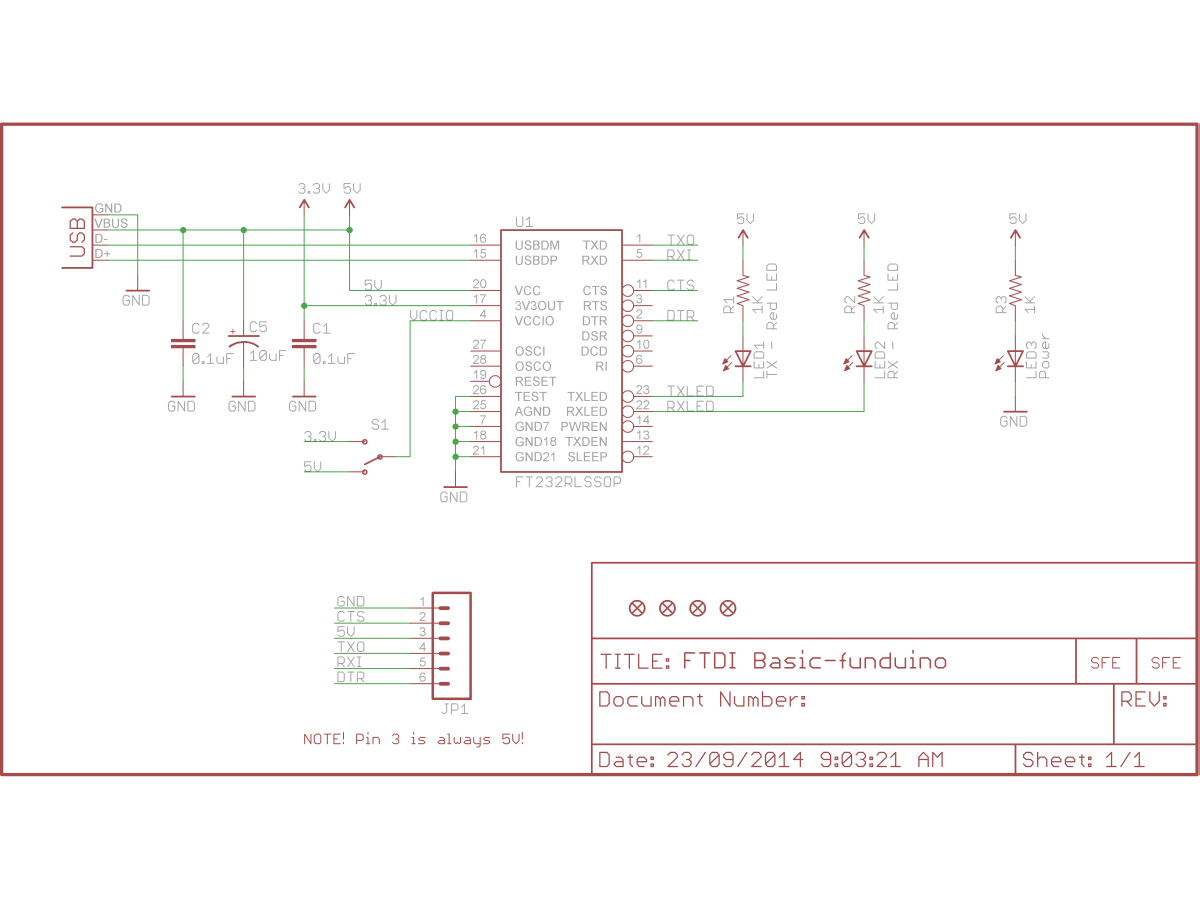 3.3V
5V
USB
GND
VBUS
D-
D+
GND
C2
0.1uF
GND
C5
+
10uF
GND
C1
0.1uF
GND
5V
3.3V
VCCIO
S1
3.3V
5V
U1
16 USBDM TXD 1 TXO
15 USBDP RXD 5 RXI
20 VCC CTS 11 CTS
17 3V3OUT RTS 3
4 VCCIO DTR 2 DTR
DSR 9
27 OSCI DCD 10
28 OSCO RI 6
19 RESET
26 TEST TXLED 23 TXLED
25 AGND RXLED 22 RXLED
7 GND7 PWREN 14
18 GND18 TXDEN 13
21 GND21 SLEEP 12
GND
FT232RLSSOP
5V
R1
1K
LED1
TX - Red LED
5V
R2
1K
LED2
RX - Red LED
5V
R3
1K
LED3
Power
GND
GND 1
CTS 2
5V 3
TXO 4
RXI 5
DTR 6
JP1
NOTE! Pin 3 is always 5V!
TITLE: FTDI Basic-funduino
SFE
SFE
Document Number:
REV:
Date: 23/09/2014 9:03:21 AM
Sheet: 1/1